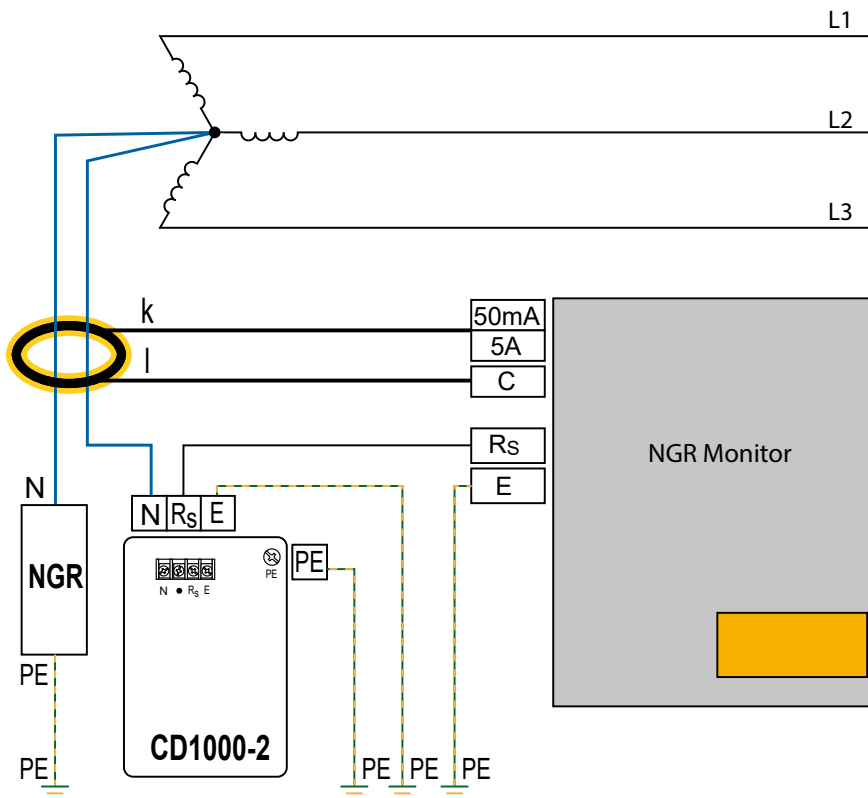 L1
L2
L3
k
50mA
5A
l
C
RS
NGR Monitor
E
N
N RS E
NGR
PE
PE
N • RS E
PE
CD1000-2
PE PE PE PE